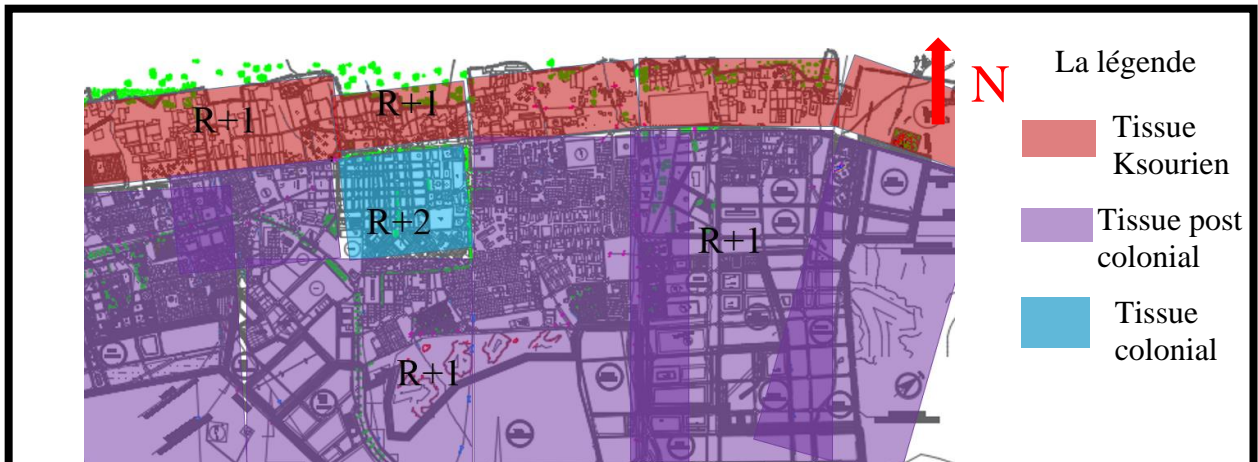 La légende
N
R+1
R+1
Tissue
Ksourien
R+2
R+1
Tissue post
colonial
Tissue
colonial
R+1